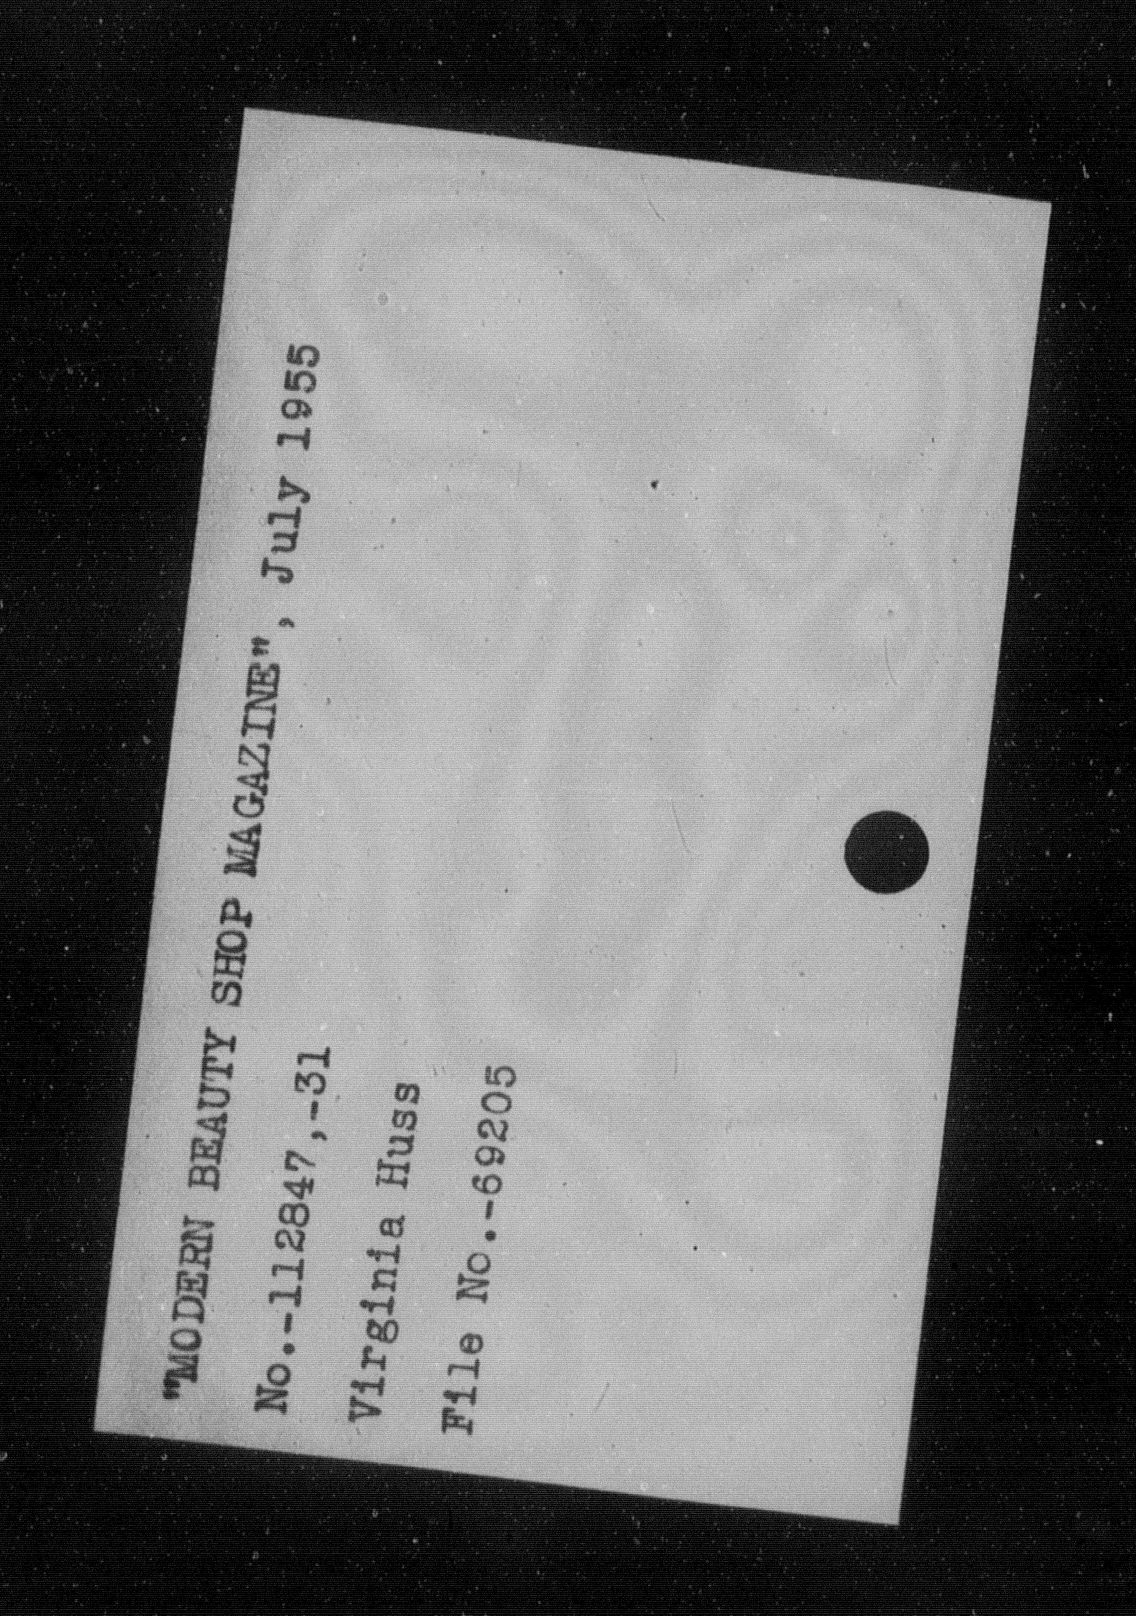 "MODERN BEAUTY SHOP MAGAZINE", July 1955
No.-112847,-31
Virginia Huss
File No.-69205